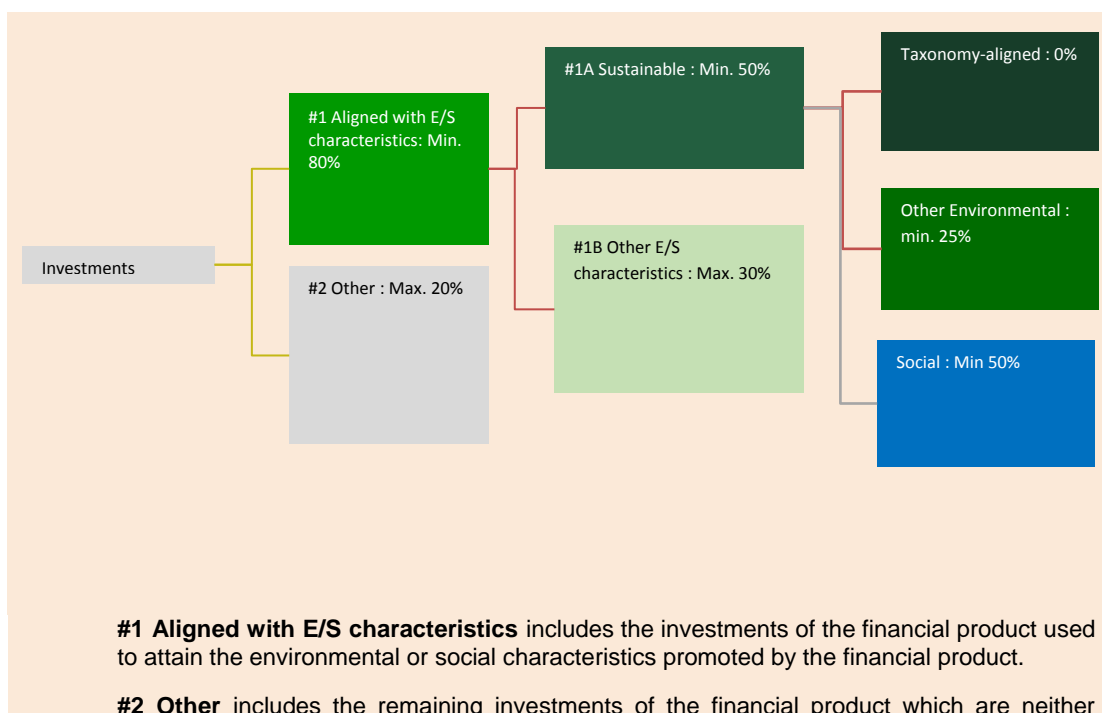 Investments
#1 Aligned with E/S
characteristics: Min.
80%
#2 Other : Max. 20%
#1A Sustainable : Min. 50%
#1B Other E/S
characteristics : Max. 30%
Taxonomy-aligned : 0%
Other Environmental :
min. 25%
Social : Min 50%
#1 Aligned with E/S characteristics includes the investments of the financial product used
to attain the environmental or social characteristics promoted by the financial product.
#2 Other includes the remaining investments of the financial product which are neither